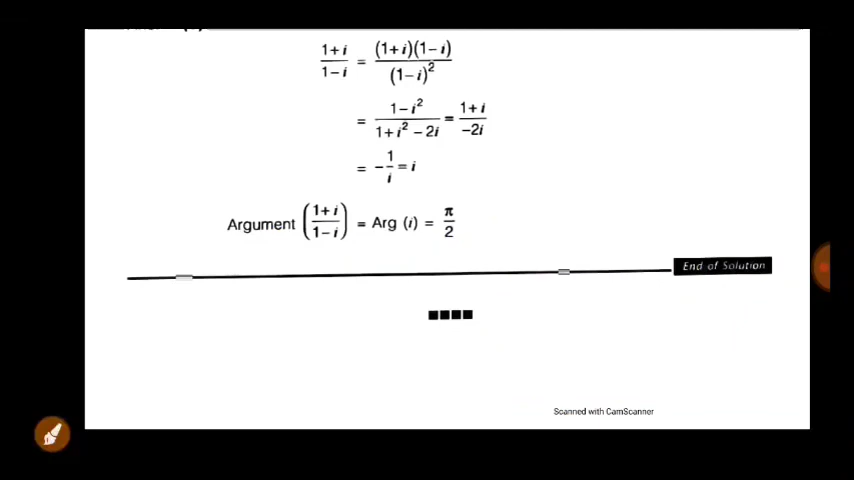 (1+i)/(1−i) = (1+i)(1−i)/(1−i)²
= (1−i²)/(1+i²−2i) = (1+i)/(−2i)
= −1/i = i
Argument ((1+i)/(1−i)) = Arg (i) = π/2
End of Solution
Scanned with CamScanner